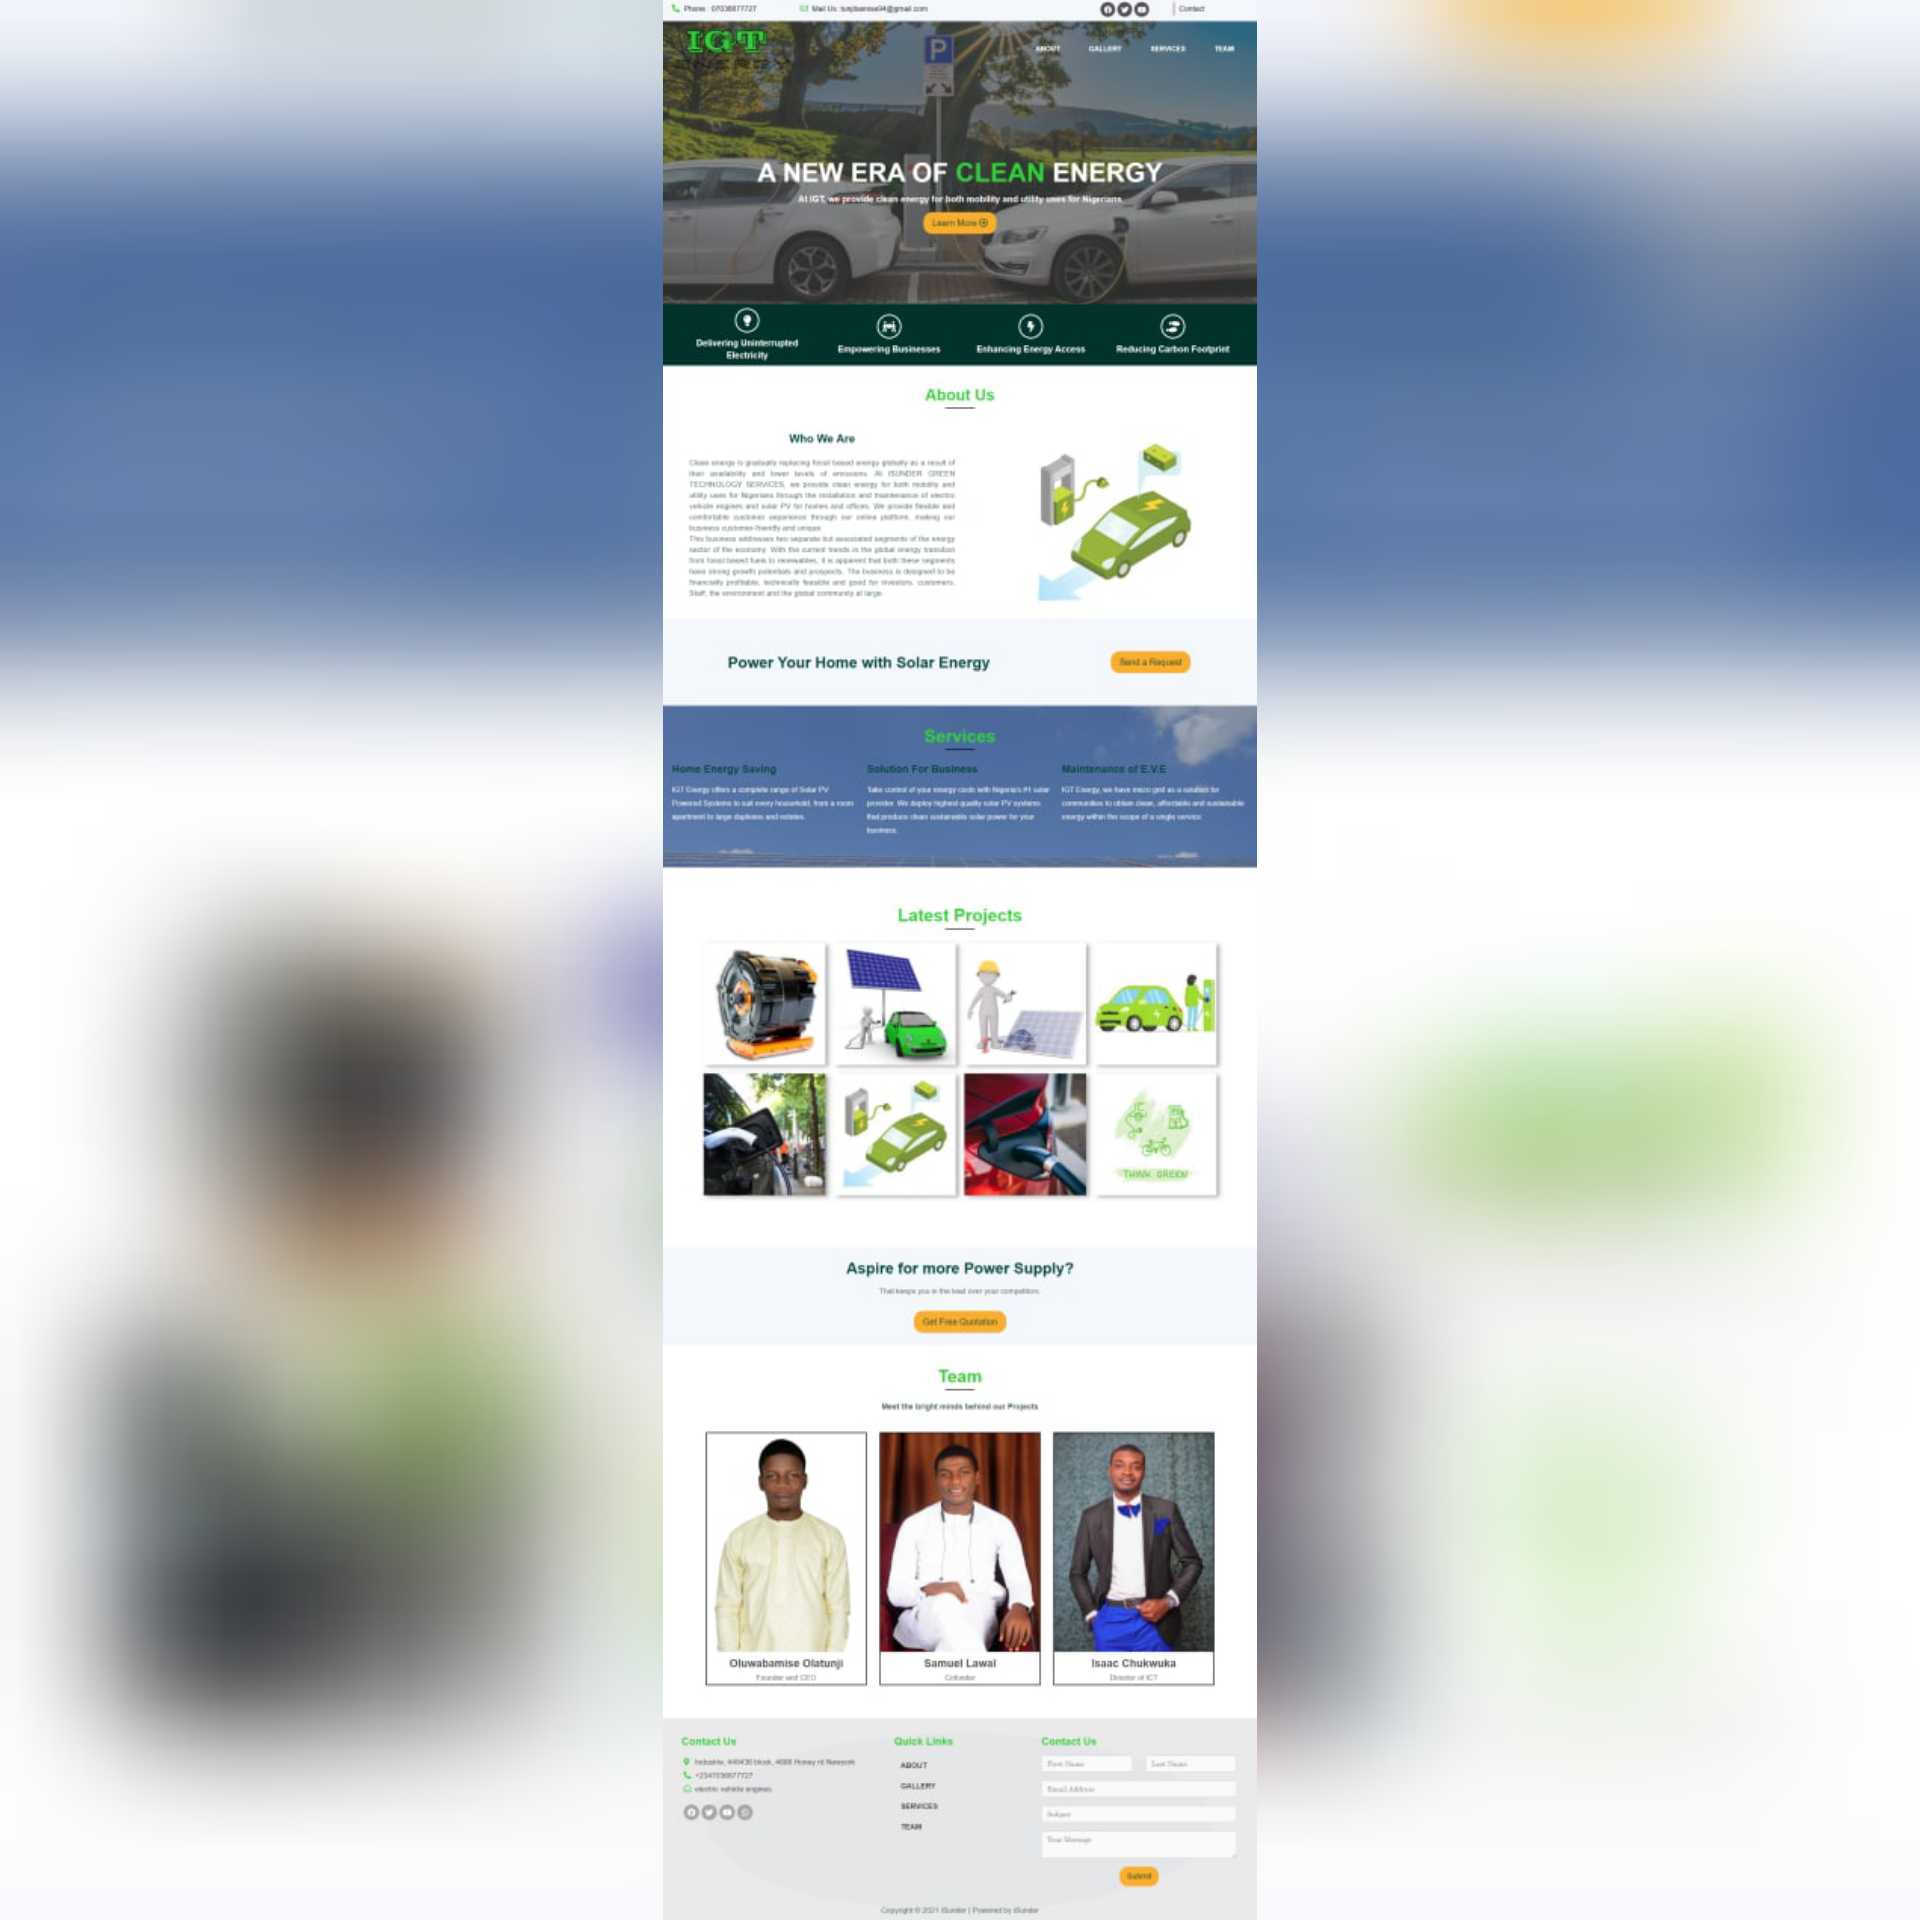 Phone : 07036877727
Mail Us: tunjibamise94@gmail.com
Contact
IGT
ENERGY
ABOUT
GALLERY
SERVICES
TEAM
A NEW ERA OF CLEAN ENERGY
At IGT, we provide clean energy for both mobility and utility uses for Nigerians.
Learn More
Delivering Uninterrupted
Electricity
Empowering Businesses
Enhancing Energy Access
Reducing Carbon Footprint
About Us
Who We Are
Clean energy is gradually replacing fossil based energy globally as a result of
their availability and lower levels of emissions. At ISUNDER GREEN
TECHNOLOGY SERVICES, we provide clean energy for both mobility and
utility uses for Nigerians through the installation and maintenance of electric
vehicle engines and solar PV for homes and offices. We provide flexible and
comfortable customer experience through our online platform, making our
business customer-friendly and unique.
This business addresses two separate but associated segments of the energy
sector of the economy. With the current trends in the global energy transition
from fossil based fuels to renewables, it is apparent that both these segments
have strong growth potentials and prospects. The business is designed to be
financially profitable, technically feasible and good for investors, customers,
Staff, the environment and the global community at large.
Power Your Home with Solar Energy
Send a Request
Services
Home Energy Saving
IGT Energy offers a complete range of Solar PV
Powered Systems to suit every household, from a room
apartment to large duplexes and estates.
Solution For Business
Take control of your energy costs with Nigeria's #1 solar
provider. We deploy highest quality solar PV systems
that produce clean sustainable solar power for your
business.
Maintenance of E.V.E
IGT Energy, we have micro grid as a solution for
communities to obtain clean, affordable and sustainable
energy within the scope of a single service.
Latest Projects
THINK GREEN
Aspire for more Power Supply?
That keeps you in the lead over your competitors.
Get Free Quotation
Team
Meet the bright minds behind our Projects
Oluwabamise Olatunji
Founder and CEO
Samuel Lawal
Cofounder
Isaac Chukwuka
Director of ICT
Contact Us
+2347036877727
electric vehicle engines
Quick Links
ABOUT
GALLERY
SERVICES
TEAM
Contact Us
First Name
Last Name
Email Address
Subject
Your Message
Submit
Copyright © 2021 iSunder | Powered by iSunder